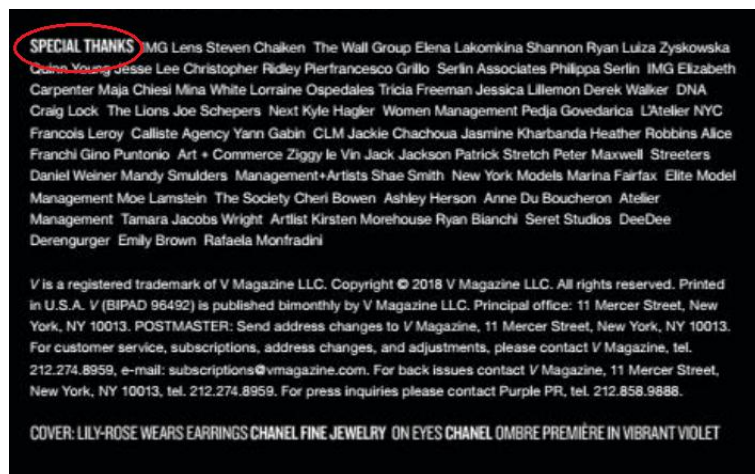 SPECIAL THANKS IMG Lens Steven Chaiken The Wall Group Elena Lakomkina Shannon Ryan Luiza Zyskowska
Quinn Young Jesse Lee Christopher Ridley Pierfrancesco Grillo Serlin Associates Philippa Serlin IMG Elizabeth
Carpenter Maja Chiesi Mina White Lorraine Ospedales Tricia Freeman Jessica Lillemon Derek Walker DNA
Craig Lock The Lions Joe Schepers Next Kyle Hagler Women Management Pedja Govedarica L'Atelier NYC
Francois Leroy Calliste Agency Yann Gabin CLM Jackie Chachoua Jasmine Kharbanda Heather Robbins Alice
Franchi Gino Puntonio Art + Commerce Ziggy le Vin Jack Jackson Patrick Stretch Peter Maxwell Streeters
Daniel Weiner Mandy Smulders Management+Artists Shae Smith New York Models Marina Fairfax Elite Model
Management Moe Lamstein The Society Cheri Bowen Ashley Herson Anne Du Boucheron Atelier
Management Tamara Jacobs Wright Artlist Kirsten Morehouse Ryan Bianchi Seret Studios DeeDee
Derengurger Emily Brown Rafaela Monfradini
V is a registered trademark of V Magazine LLC. Copyright © 2018 V Magazine LLC. All rights reserved. Printed
in U.S.A. V (BIPAD 96492) is published bimonthly by V Magazine LLC. Principal office: 11 Mercer Street, New
York, NY 10013. POSTMASTER: Send address changes to V Magazine, 11 Mercer Street, New York, NY 10013.
For customer service, subscriptions, address changes, and adjustments, please contact V Magazine, tel.
212.274.8959, e-mail: subscriptions@vmagazine.com. For back issues contact V Magazine, 11 Mercer Street,
New York, NY 10013, tel. 212.274.8959. For press inquiries please contact Purple PR, tel. 212.858.9888.
COVER: LILY-ROSE WEARS EARRINGS CHANEL FINE JEWELRY ON EYES CHANEL OMBRE PREMIÈRE IN VIBRANT VIOLET